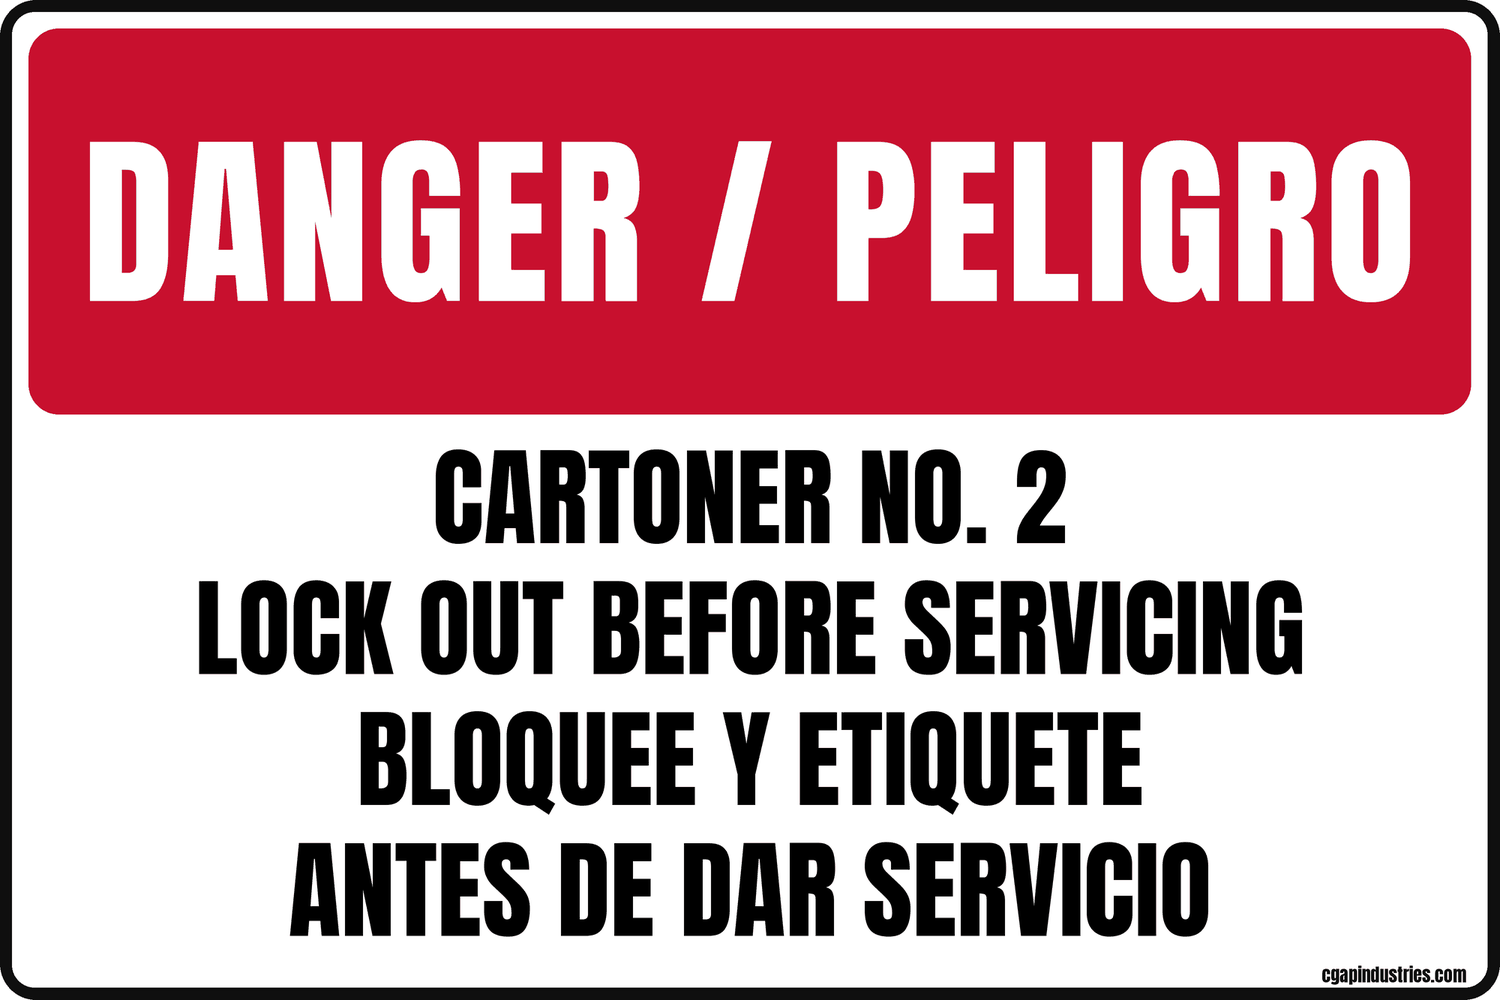 DANGER / PELIGRO
CARTONER NO. 2
LOCK OUT BEFORE SERVICING
BLOQUEE Y ETIQUETE
ANTES DE DAR SERVICIO
cgapindustries.com